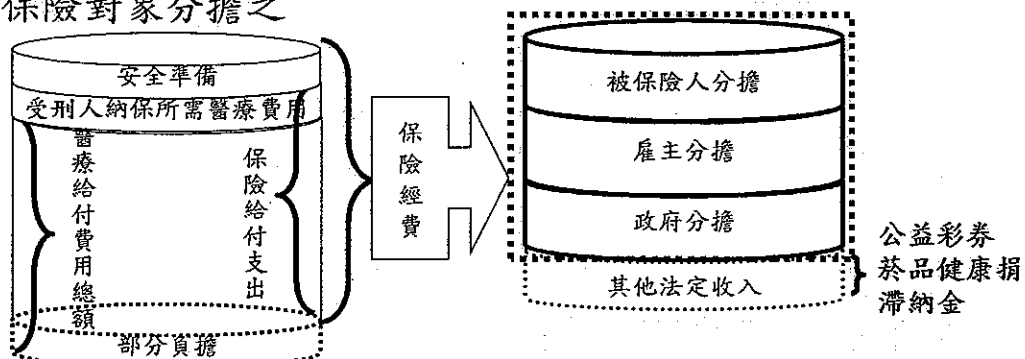 保險對象分擔之
安全準備
受刑人納保所需醫療費用
醫療給付費用總額
保險給付支出
部分負擔
保險經費
被保險人分擔
雇主分擔
政府分擔
其他法定收入
公益彩券
菸品健康捐
滯納金